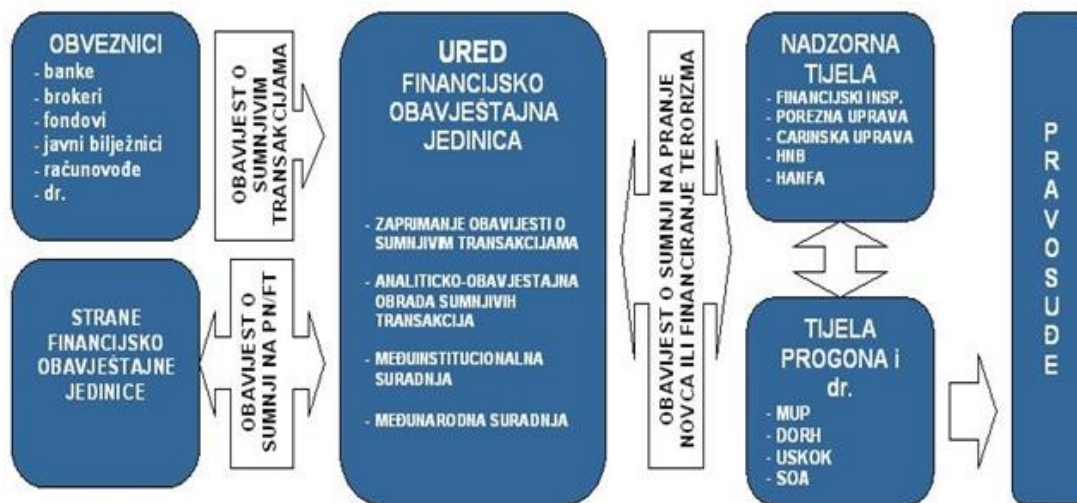 OBVEZNICI
- banke
- brokeri
- fondovi
- javni bilježnici
- računovođe
- dr.
OBAVIJEST O
SUMNJIVIM
TRANSAKCIJAMA
STRANE
FINANCIJSKO
OBAVJEŠTAJNE
JEDINICE
OBAVIJEST O
SUMNJI NA PN/FT
URED
FINANCIJSKO
OBAVJEŠTAJNA
JEDINICA
- ZAPRIMANJE OBAVIJESTI O
SUMNJIVIM TRANSAKCIJAMA
- ANALITICKO-OBAVJESTAJNA
OBRADA SUMNJIVIH
TRANSAKCIJA
- MEĐUINSTITUCIONALNA
SURADNJA
- MEĐUNARODNA SURADNJA
OBAVIJEST O SUMNJI NA PRANJE
NOVCA ILI FINANCIRANJE TERORIZMA
NADZORNA
TIJELA
- FINANCIJSKI INSP.
- POREZNA UPRAVA
- CARINSKA UPRAVA
- HNB
- HANFA
TIJELA
PROGONA i
dr.
- MUP
- DORH
- USKOK
- SOA
PRAVOSUĐE